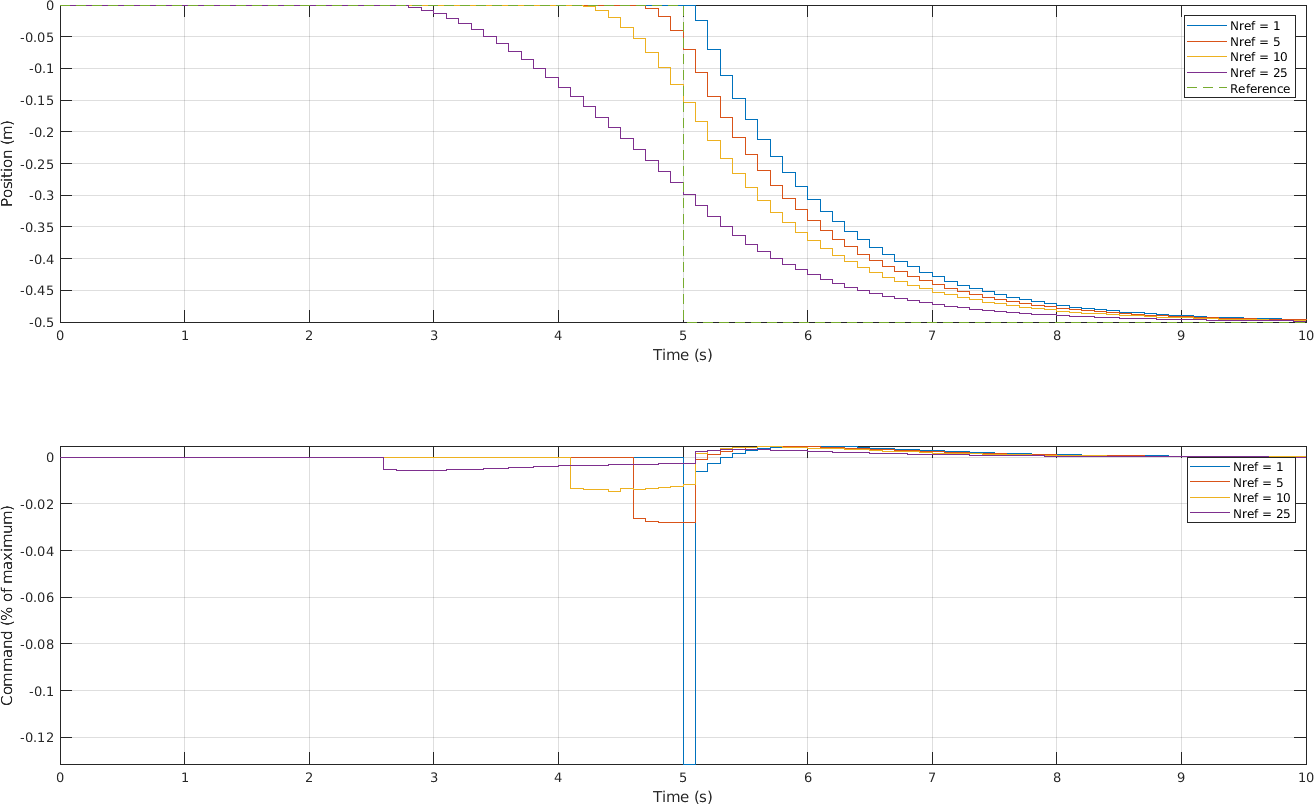 0
-0.05
-0.1
-0.15
-0.2
-0.25
-0.3
-0.35
-0.4
-0.45
-0.5
Position (m)
Nref = 1
Nref = 5
Nref = 10
Nref = 25
Reference
0 1 2 3 4 5 6 7 8 9 10
Time (s)
0
-0.02
-0.04
-0.06
-0.08
-0.1
-0.12
Command (% of maximum)
Nref = 1
Nref = 5
Nref = 10
Nref = 25
0 1 2 3 4 5 6 7 8 9 10
Time (s)